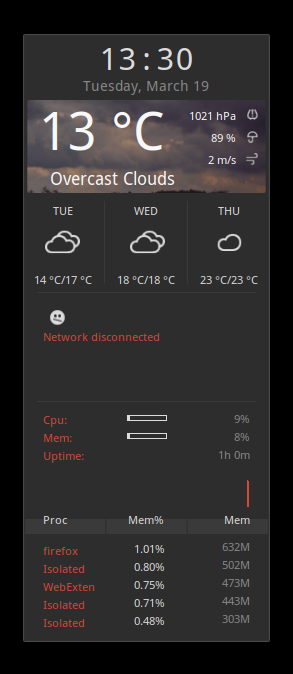 13:30
Tuesday, March 19
13 °C
1021 hPa
89 %
2 m/s
Overcast Clouds
TUE WED THU
14 °C/17 °C 18 °C/18 °C 23 °C/23 °C
Network disconnected
Cpu: 9%
Mem: 8%
Uptime: 1h 0m
Proc Mem% Mem
firefox 1.01% 632M
Isolated 0.80% 502M
WebExten 0.75% 473M
Isolated 0.71% 443M
Isolated 0.48% 303M